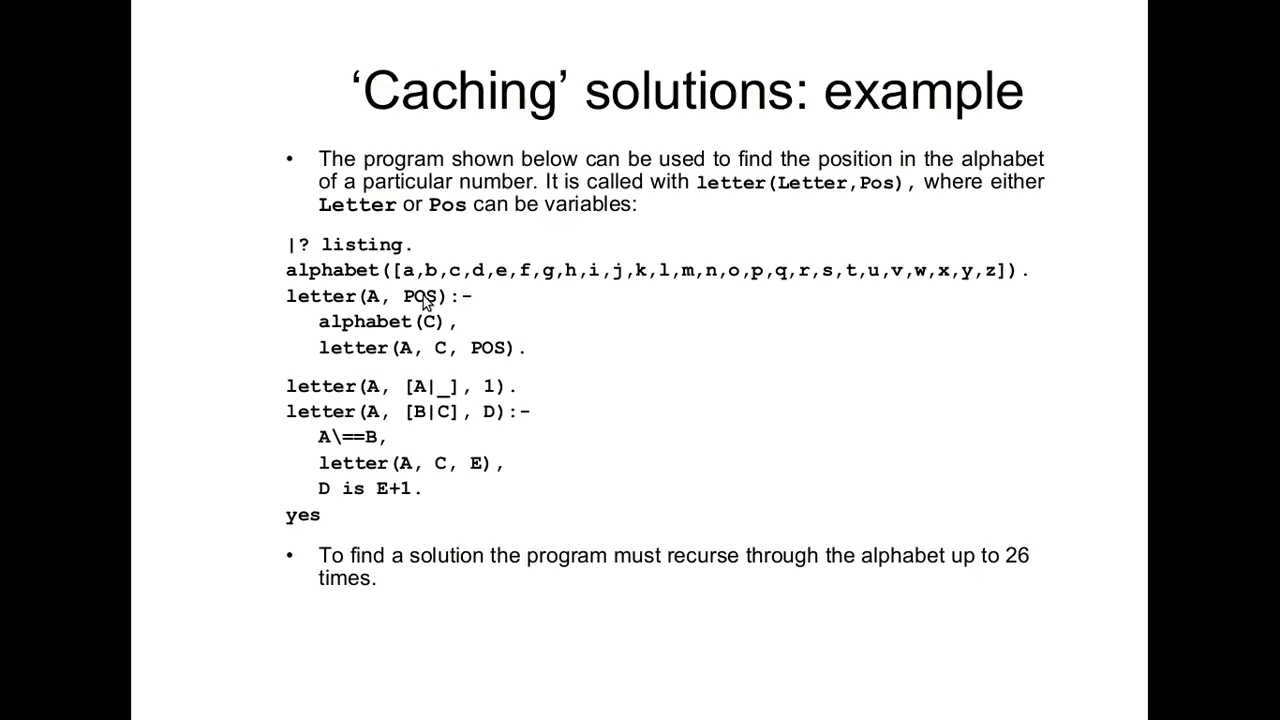 ‘Caching’ solutions: example
• The program shown below can be used to find the position in the alphabet
of a particular number. It is called with letter(Letter,Pos), where either
Letter or Pos can be variables:
|? listing.
alphabet([a,b,c,d,e,f,g,h,i,j,k,l,m,n,o,p,q,r,s,t,u,v,w,x,y,z]).
letter(A, POS):-
alphabet(C),
letter(A, C, POS).
letter(A, [A|_], 1).
letter(A, [B|C], D):-
A\==B,
letter(A, C, E),
D is E+1.
yes
• To find a solution the program must recurse through the alphabet up to 26
times.